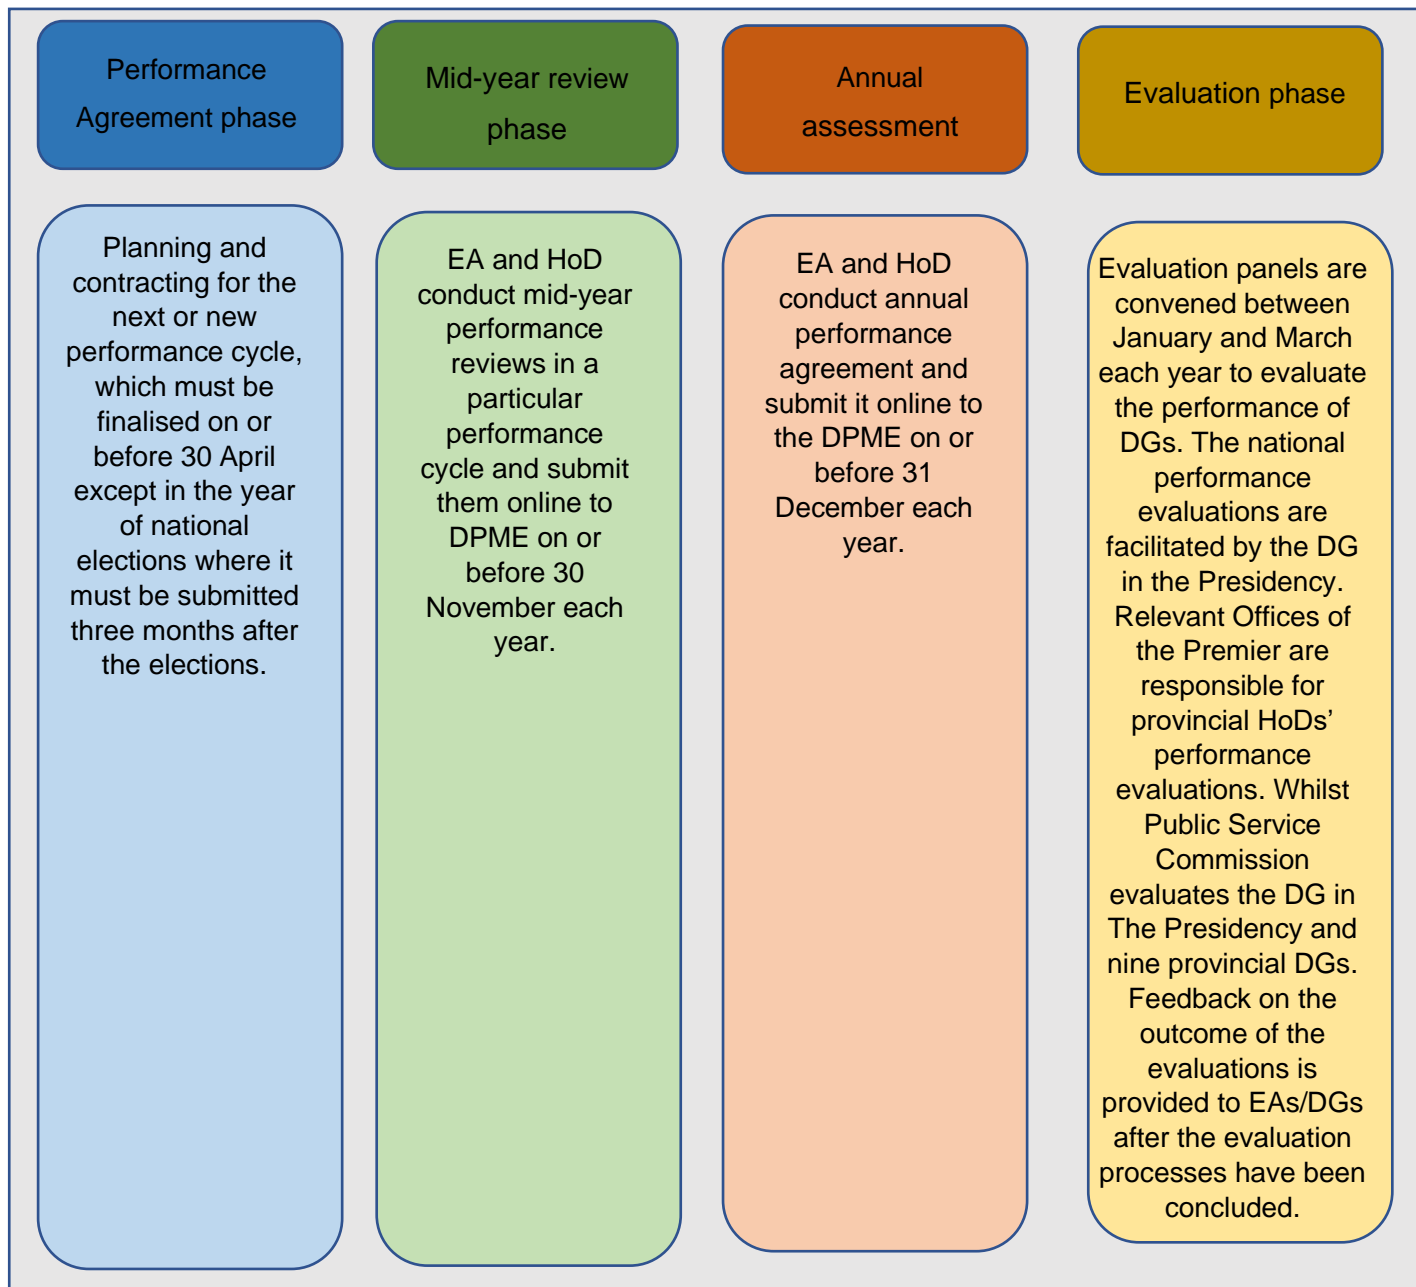 Performance
Agreement phase
Mid-year review
phase
Annual
assessment
Evaluation phase
Planning and
contracting for the
next or new
performance cycle,
which must be
finalised on or
before 30 April
except in the year
of national
elections where it
must be submitted
three months after
the elections.
EA and HoD
conduct mid-year
performance
reviews in a
particular
performance
cycle and submit
them online to
DPME on or
before 30
November each
year.
EA and HoD
conduct annual
performance
agreement and
submit it online to
the DPME on or
before 31
December each
year.
Evaluation panels are
convened between
January and March
each year to evaluate
the performance of
DGs. The national
performance
evaluations are
facilitated by the DG
in the Presidency.
Relevant Offices of
the Premier are
responsible for
provincial HoDs’
performance
evaluations. Whilst
Public Service
Commission
evaluates the DG in
The Presidency and
nine provincial DGs.
Feedback on the
outcome of the
evaluations is
provided to EAs/DGs
after the evaluation
processes have been
concluded.